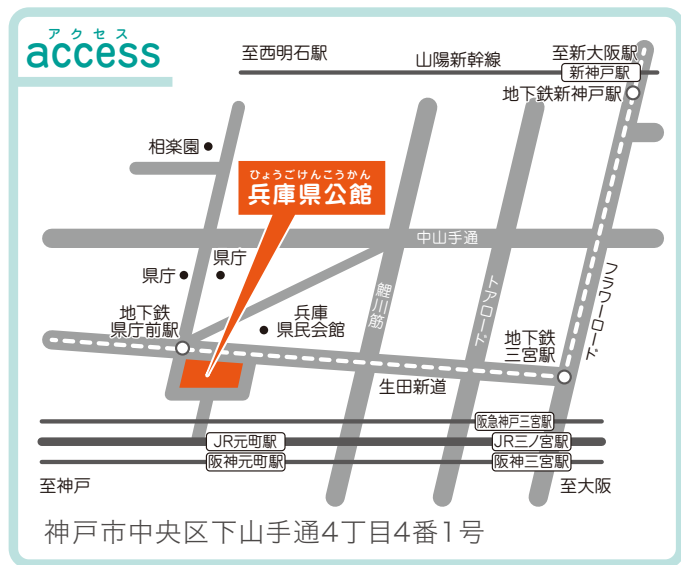 アクセス
access
至西明石駅
山陽新幹線
至新大阪駅
新神戸駅
地下鉄新神戸駅
相楽園
ひょうごけんこうかん
兵庫県公館
中山手通
県庁
県庁
地下鉄
県庁前駅
兵庫
県民会館
鯉川筋
トアロード
フラワーロード
地下鉄
三宮駅
生田新道
阪急神戸三宮駅
JR元町駅
JR三ノ宮駅
阪神元町駅
阪神三宮駅
至神戸
至大阪
神戸市中央区下山手通4丁目4番1号